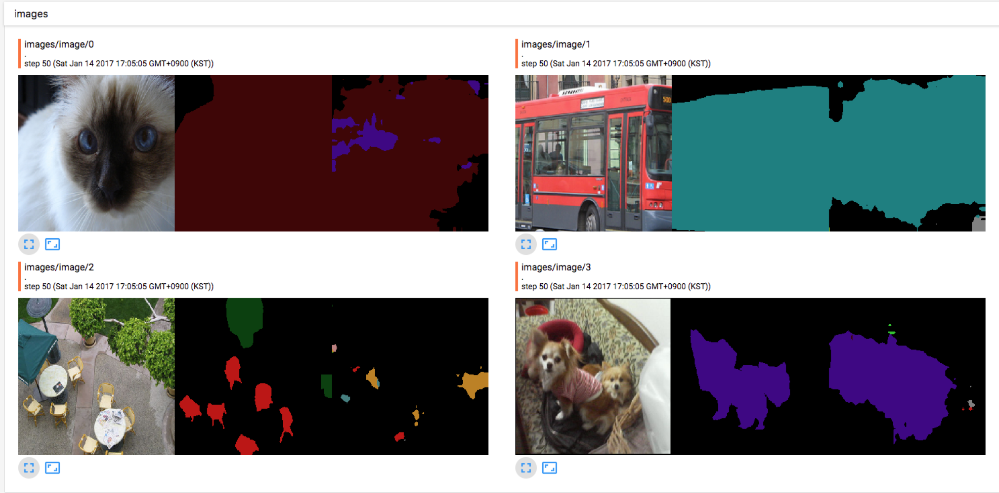 images
images/image/0
.
step 50 (Sat Jan 14 2017 17:05:05 GMT+0900 (KST))
images/image/1
.
step 50 (Sat Jan 14 2017 17:05:05 GMT+0900 (KST))
500
ENTRADA
images/image/2
.
step 50 (Sat Jan 14 2017 17:05:05 GMT+0900 (KST))
images/image/3
.
step 50 (Sat Jan 14 2017 17:05:05 GMT+0900 (KST))